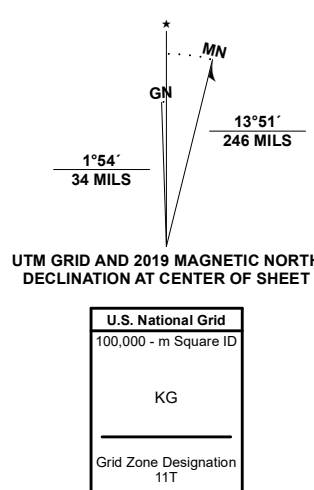 ★
MN
GN
13°51´
246 MILS
1°54´
34 MILS
UTM GRID AND 2019 MAGNETIC NORTH
DECLINATION AT CENTER OF SHEET
U.S. National Grid
100,000 - m Square ID
KG
Grid Zone Designation
11T